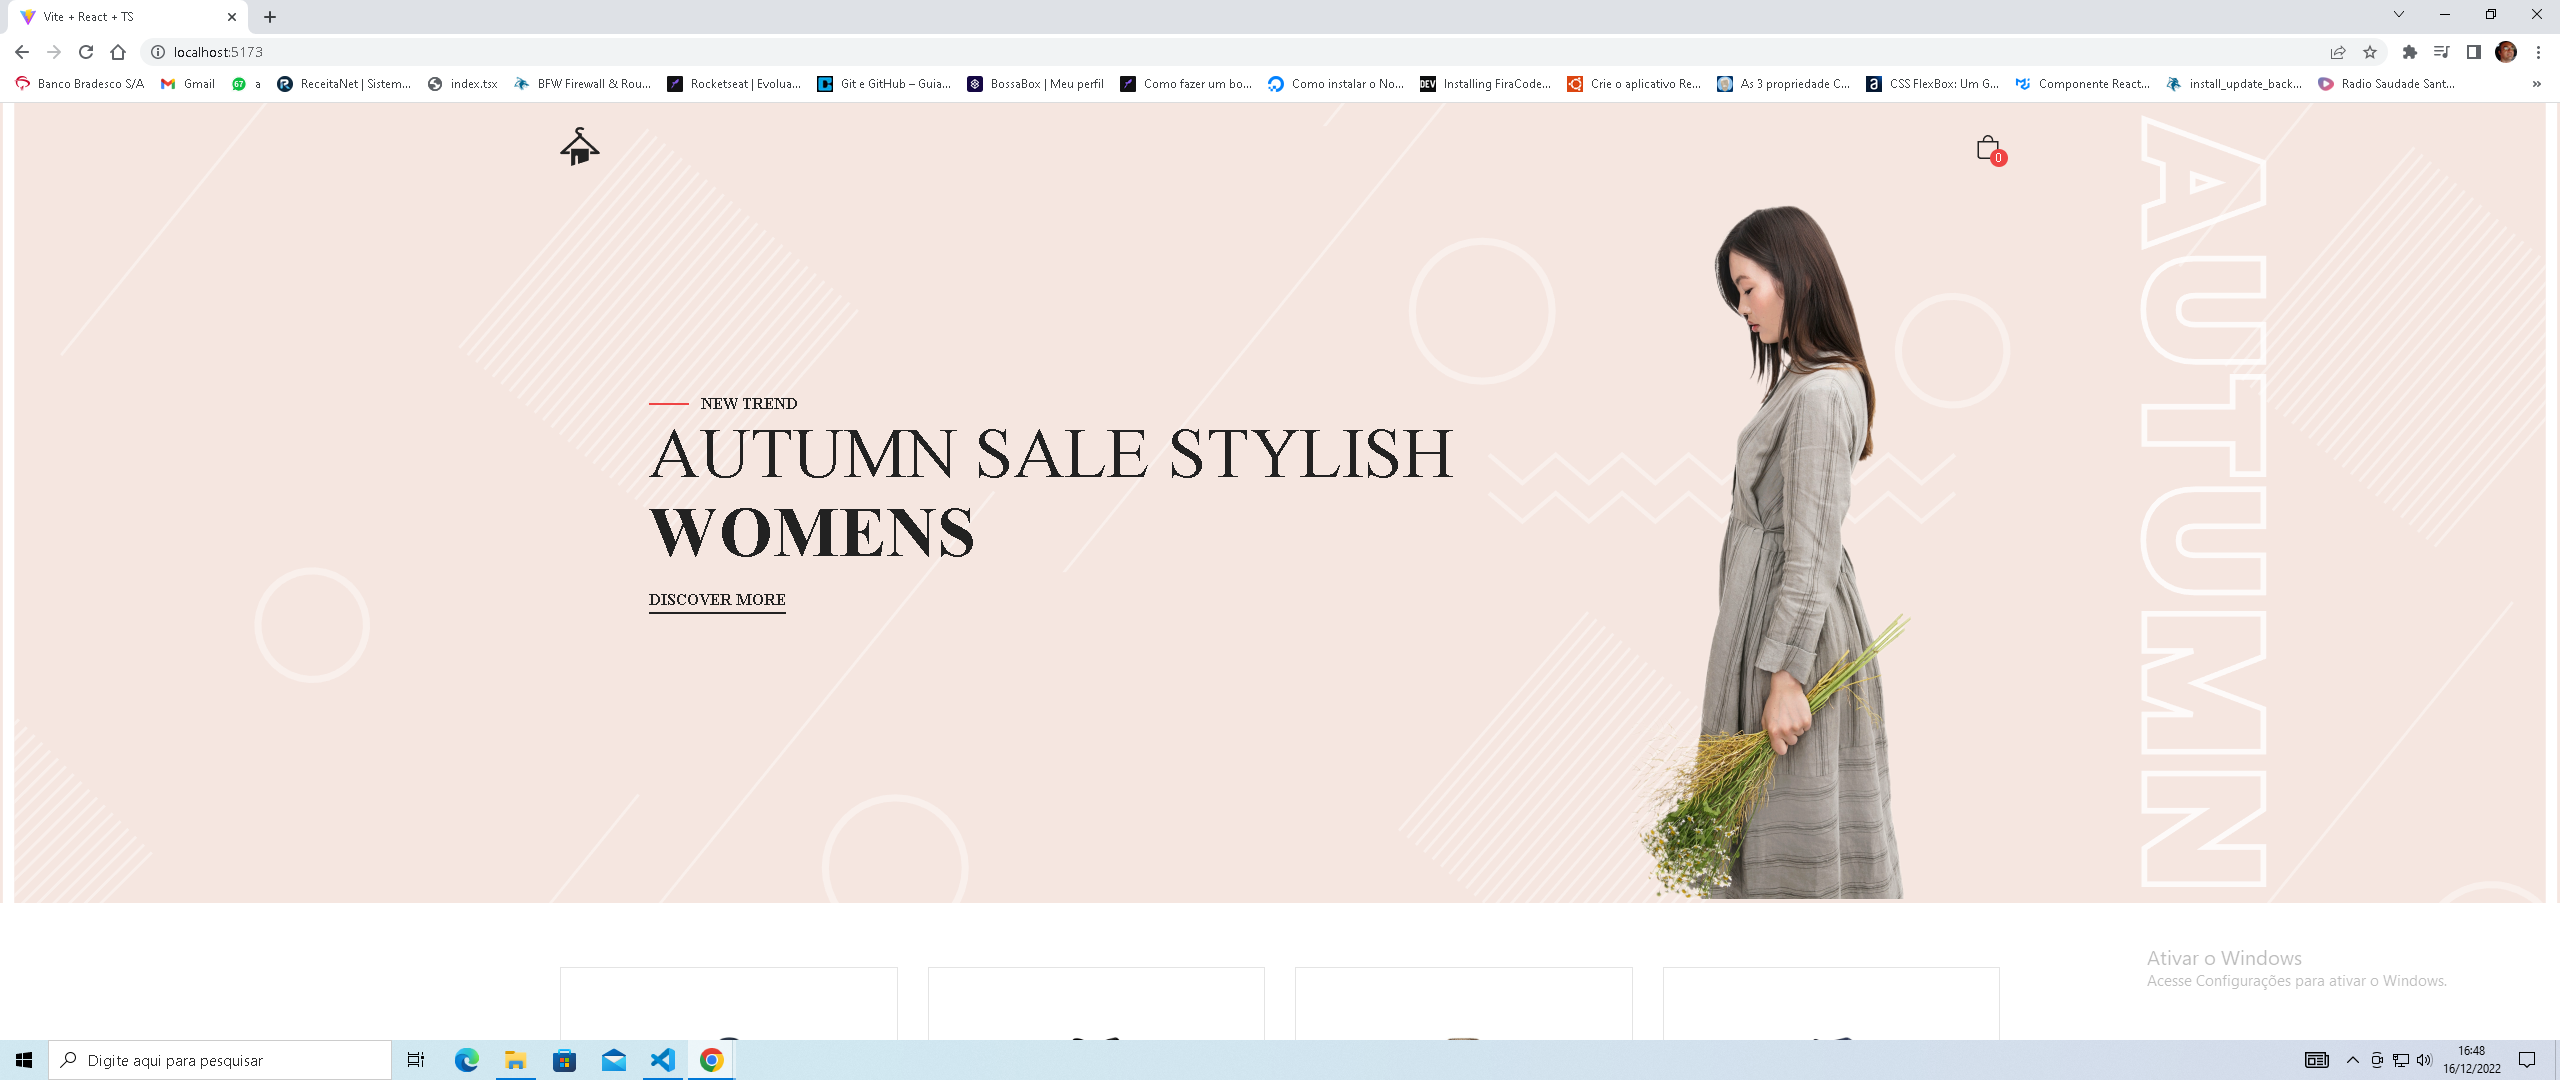 Vite + React + TS
localhost:5173
Banco Bradesco S/A
Gmail
67
a
ReceitaNet | Sistem...
index.tsx
BFW Firewall & Rou...
Rocketseat | Evolua...
Git e GitHub – Guia...
BossaBox | Meu perfil
Como fazer um bo...
Como instalar o No...
DEV
Installing FiraCode...
Crie o aplicativo Re...
As 3 propriedade C...
a
CSS FlexBox: Um G...
Componente React...
install_update_back...
Radio Saudade Sant...
»
0
AUTUMN
NEW TREND
AUTUMN SALE STYLISH
WOMENS
DISCOVER MORE
Ativar o Windows
Acesse Configurações para ativar o Windows.
Digite aqui para pesquisar
16:48
16/12/2022